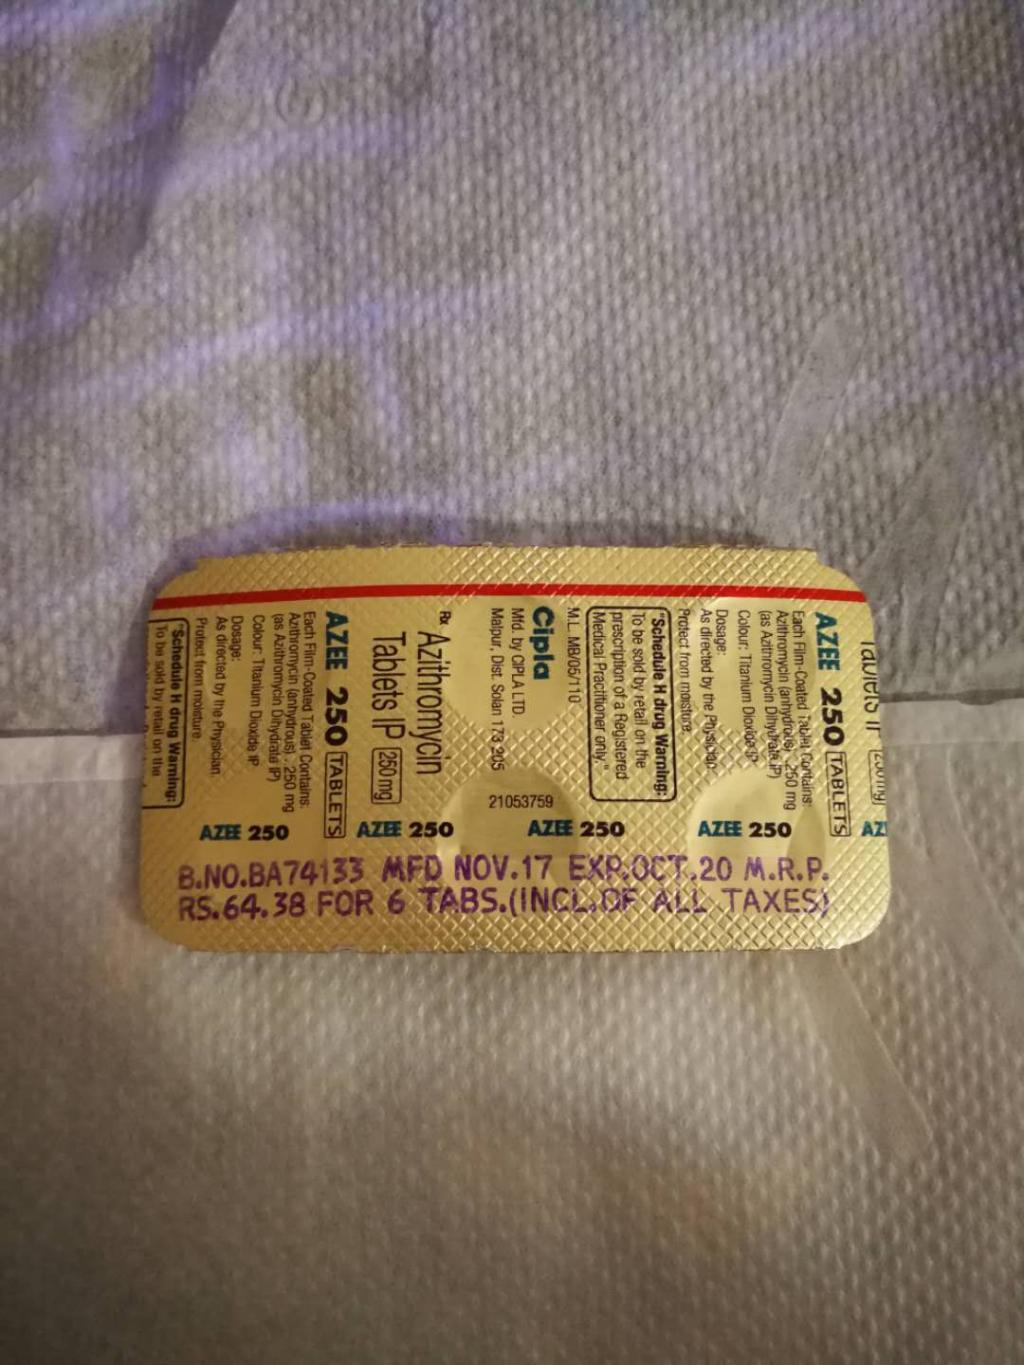 AZEE 250 TABLETS
Each Film-Coated Tablet Contains:
Azithromycin (anhydrous) . 250 mg
(as Azithromycin Dihydrate IP)
Colour: Titanium Dioxide IP
Dosage:
As directed by the Physician.
Protect from moisture.
"Schedule H drug Warning:
To be sold by retail on the
prescription of a Registered
Medical Practitioner only."
M.L. MB/05/110
Cipla
Mfd. by CIPLA LTD.
Malpur, Dist. Solan 173 205
21053759
Rx
Azithromycin
Tablets IP 250 mg
AZEE 250 TABLETS
Each Film-Coated Tablet Contains:
Azithromycin (anhydrous) . 250 mg
(as Azithromycin Dihydrate IP)
Colour: Titanium Dioxide IP
Dosage:
As directed by the Physician.
Protect from moisture.
"Schedule H drug Warning:
To be sold by retail on the
AZEE 250 AZEE 250 AZEE 250 AZEE 250 AZ
B.NO.BA74133 MFD NOV.17 EXP.OCT.20 M.R.P.
RS.64.38 FOR 6 TABS.(INCL.OF ALL TAXES)